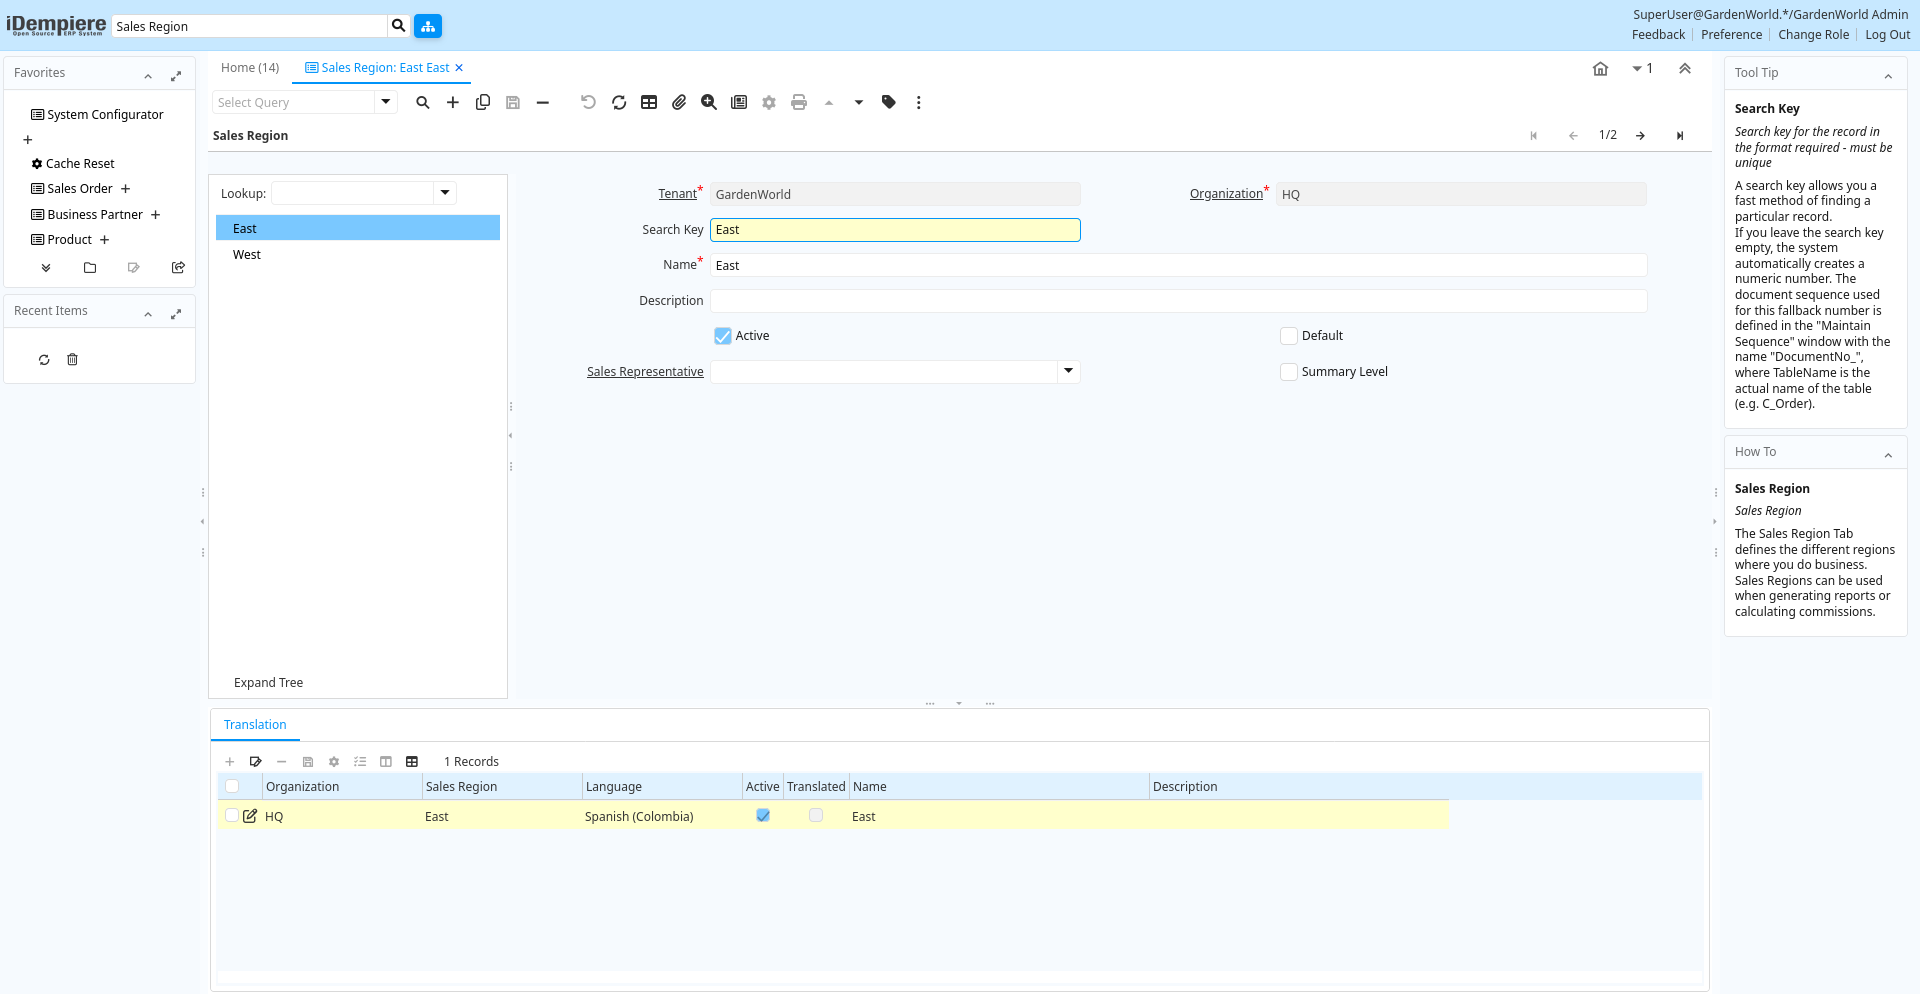 iDempiere
Open Source ERP System
Sales Region
SuperUser@GardenWorld.*/GardenWorld Admin
Feedback
Preference
Change Role
Log Out
Favorites
System Configurator
Cache Reset
Sales Order
Business Partner
Product
Recent Items
Home (14)
Sales Region: East East
1
Select Query
Sales Region
1/2
Lookup:
East
West
Expand Tree
Tenant*
GardenWorld
Organization*
HQ
Search Key
East
Name*
East
Description
Active
Default
Sales Representative
Summary Level
Translation
1 Records
Organization Sales Region Language Active Translated Name Description
HQ East Spanish (Colombia) East
Tool Tip
Search Key
Search key for the record in
the format required - must be
unique
A search key allows you a
fast method of finding a
particular record.
If you leave the search key
empty, the system
automatically creates a
numeric number. The
document sequence used
for this fallback number is
defined in the "Maintain
Sequence" window with the
name "DocumentNo_",
where TableName is the
actual name of the table
(e.g. C_Order).
How To
Sales Region
Sales Region
The Sales Region Tab
defines the different regions
where you do business.
Sales Regions can be used
when generating reports or
calculating commissions.